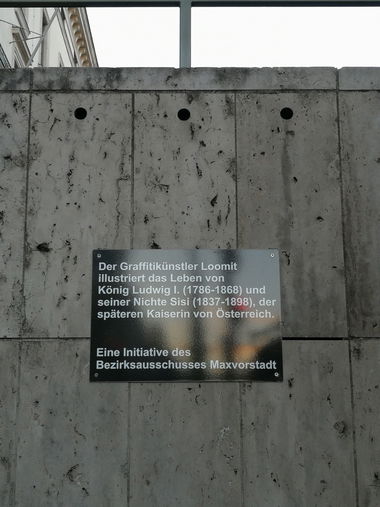 Der Graffitikünstler Loomit
illustriert das Leben von
König Ludwig I. (1786-1868) und
seiner Nichte Sisi (1837-1898), der
späteren Kaiserin von Österreich.
Eine Initiative des
Bezirksausschusses Maxvorstadt